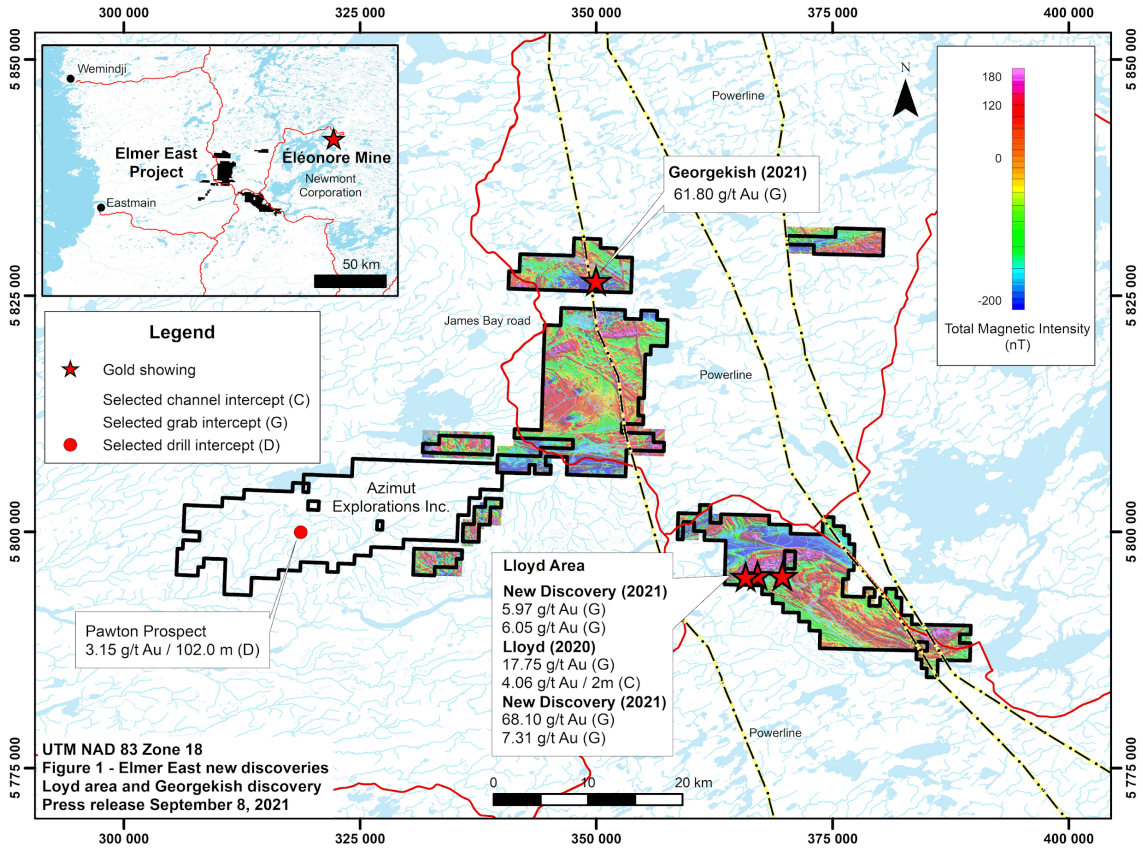 300 000
325 000
350 000
375 000
400 000
5 850 000
5 850 000
Wemindji
Elmer East
Project
Éléonore Mine
Newmont
Corporation
Eastmain
50 km
Powerline
N
180
120
0
-200
Total Magnetic Intensity
(nT)
Georgekish (2021)
61.80 g/t Au (G)
5 825 000
5 825 000
James Bay road
Legend
Gold showing
Selected channel intercept (C)
Selected grab intercept (G)
Selected drill intercept (D)
Powerline
Azimut
Explorations Inc.
5 800 000
5 800 000
Lloyd Area
New Discovery (2021)
5.97 g/t Au (G)
6.05 g/t Au (G)
Lloyd (2020)
17.75 g/t Au (G)
4.06 g/t Au / 2m (C)
New Discovery (2021)
68.10 g/t Au (G)
7.31 g/t Au (G)
Pawton Prospect
3.15 g/t Au / 102.0 m (D)
Powerline
5 775 000
5 775 000
UTM NAD 83 Zone 18
Figure 1 - Elmer East new discoveries
Loyd area and Georgekish discovery
Press release September 8, 2021
0
10
20 km
300 000
325 000
350 000
375 000
400 000